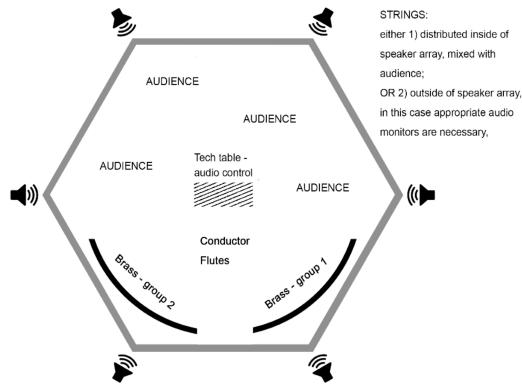 STRINGS:
either 1) distributed inside of
speaker array, mixed with
audience;
OR 2) outside of speaker array,
in this case appropriate audio
monitors are necessary,
AUDIENCE
AUDIENCE
AUDIENCE
Tech table -
audio control
AUDIENCE
Conductor
Flutes
Brass - group 2
Brass - group 1